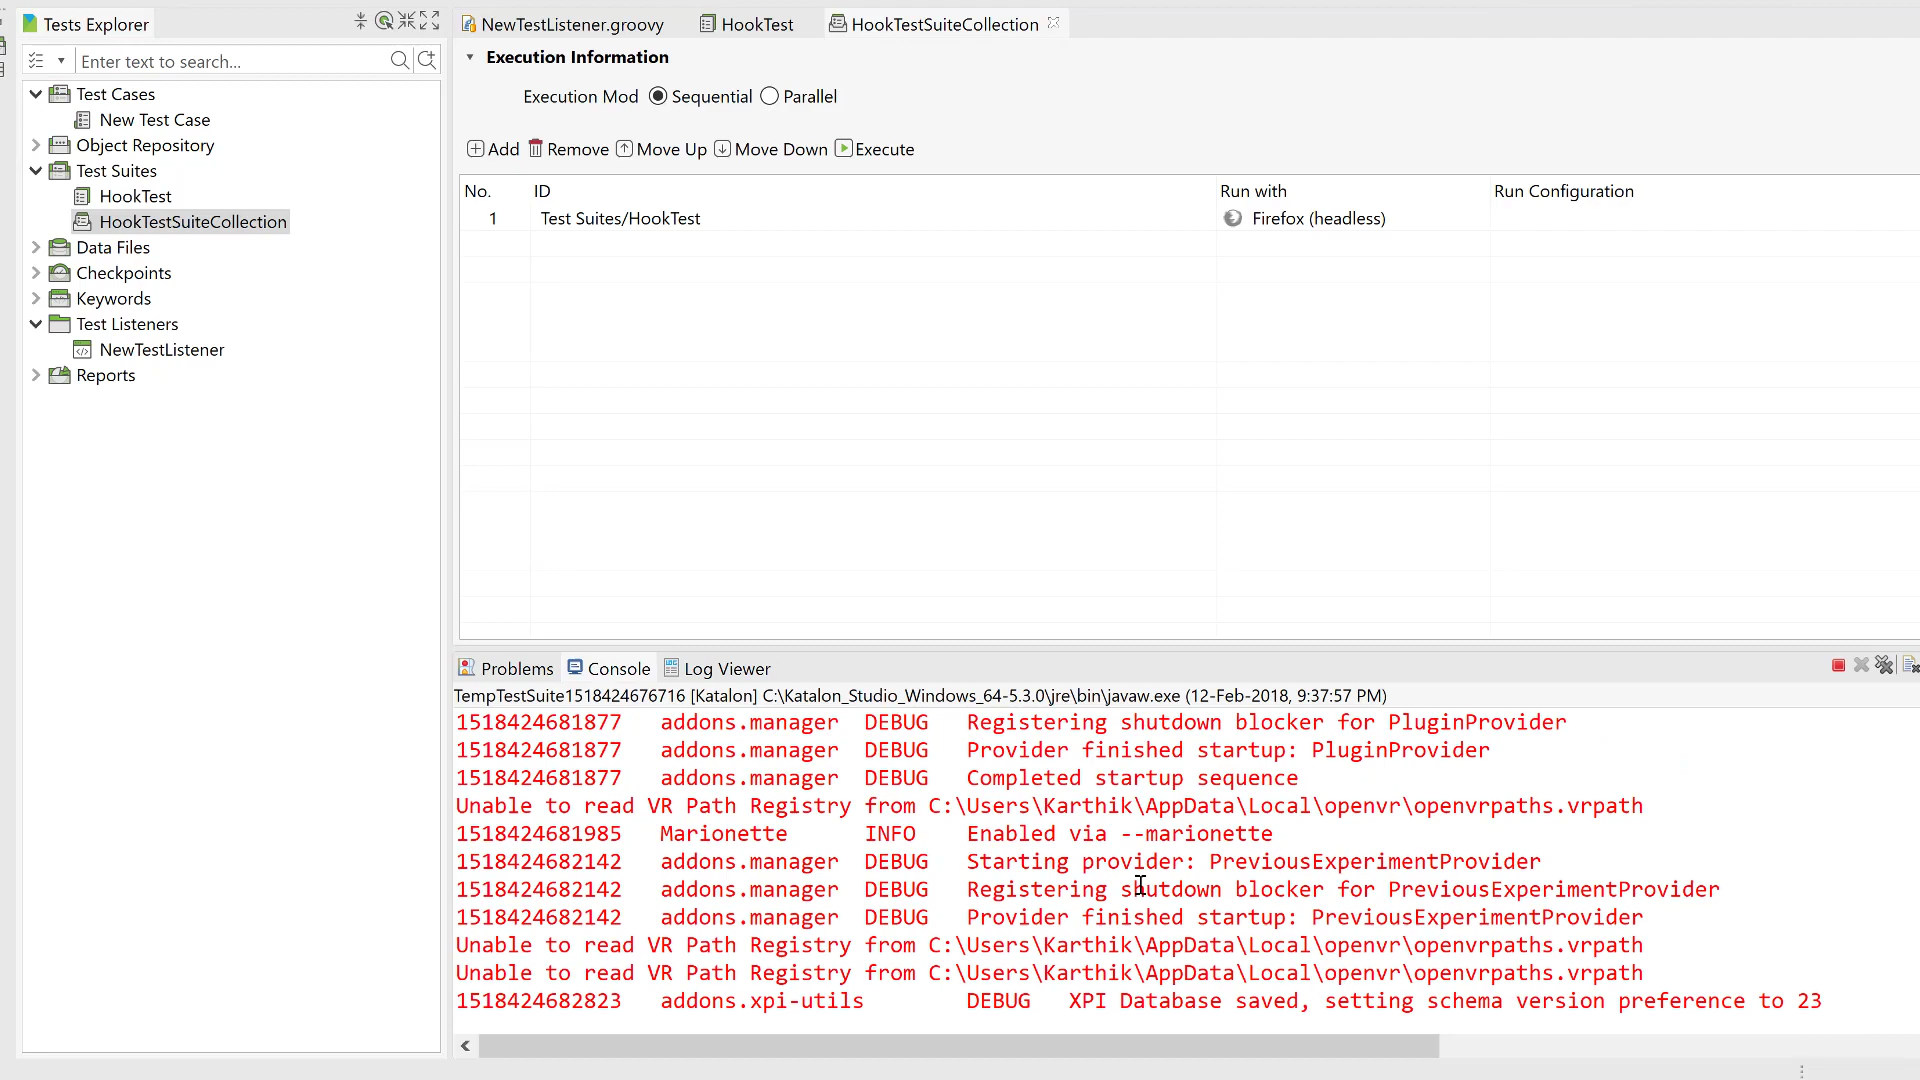 Tests Explorer
Enter text to search...
Test Cases
New Test Case
Object Repository
Test Suites
HookTest
HookTestSuiteCollection
Data Files
Checkpoints
Keywords
Test Listeners
NewTestListener
Reports
NewTestListener.groovy HookTest HookTestSuiteCollection
Execution Information
Execution Mod Sequential Parallel
Add Remove Move Up Move Down Execute
No. ID Run with Run Configuration
1 Test Suites/HookTest Firefox (headless)
Problems Console Log Viewer
TempTestSuite1518424676716 [Katalon] C:\Katalon_Studio_Windows_64-5.3.0\jre\bin\javaw.exe (12-Feb-2018, 9:37:57 PM)
1518424681877 addons.manager DEBUG Registering shutdown blocker for PluginProvider
1518424681877 addons.manager DEBUG Provider finished startup: PluginProvider
1518424681877 addons.manager DEBUG Completed startup sequence
Unable to read VR Path Registry from C:\Users\Karthik\AppData\Local\openvr\openvrpaths.vrpath
1518424681985 Marionette INFO Enabled via --marionette
1518424682142 addons.manager DEBUG Starting provider: PreviousExperimentProvider
1518424682142 addons.manager DEBUG Registering shutdown blocker for PreviousExperimentProvider
1518424682142 addons.manager DEBUG Provider finished startup: PreviousExperimentProvider
Unable to read VR Path Registry from C:\Users\Karthik\AppData\Local\openvr\openvrpaths.vrpath
Unable to read VR Path Registry from C:\Users\Karthik\AppData\Local\openvr\openvrpaths.vrpath
1518424682823 addons.xpi-utils DEBUG XPI Database saved, setting schema version preference to 23